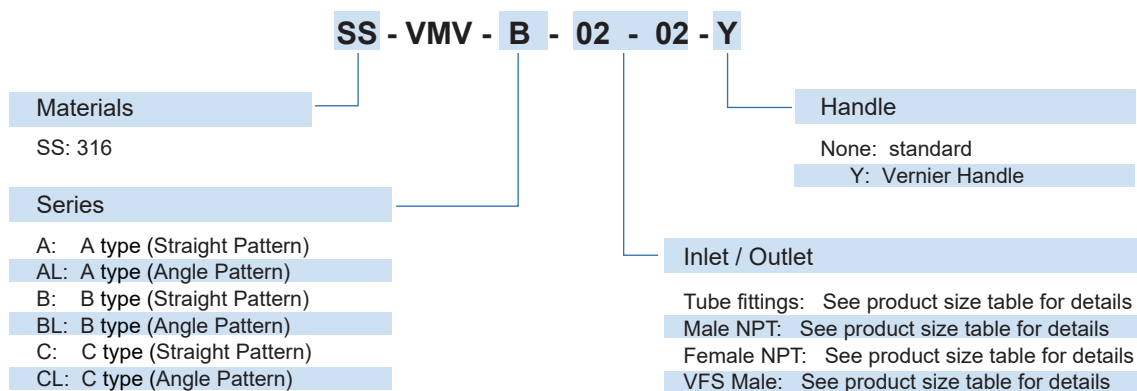 SS - VMV - B - 02 - 02 - Y
Materials
SS: 316
Series
A: A type (Straight Pattern)
AL: A type (Angle Pattern)
B: B type (Straight Pattern)
BL: B type (Angle Pattern)
C: C type (Straight Pattern)
CL: C type (Angle Pattern)
Handle
None: standard
Y: Vernier Handle
Inlet / Outlet
Tube fittings: See product size table for details
Male NPT: See product size table for details
Female NPT: See product size table for details
VFS Male: See product size table for details